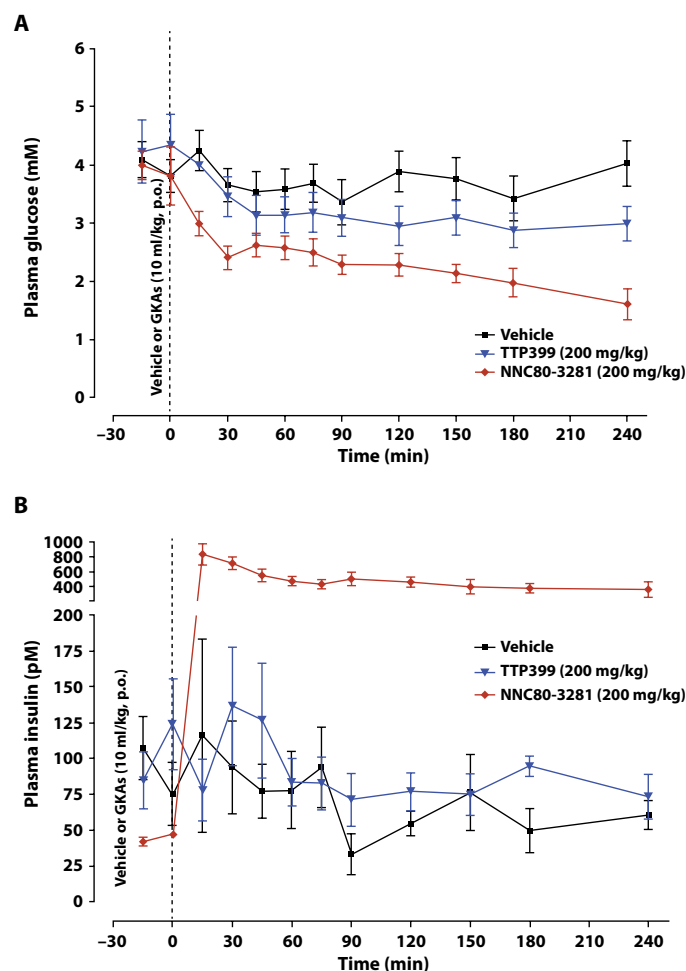 A
6
5
4
3
2
1
0
Plasma glucose (mM)
Vehicle or GKAs (10 ml/kg, p.o.)
Vehicle
TTP399 (200 mg/kg)
NNC80-3281 (200 mg/kg)
−30 0 30 60 90 120 150 180 210 240
Time (min)
B
1000
800
600
400
200
175
150
125
100
75
50
25
0
Plasma insulin (pM)
Vehicle or GKAs (10 ml/kg, p.o.)
Vehicle
TTP399 (200 mg/kg)
NNC80-3281 (200 mg/kg)
−30 0 30 60 90 120 150 180 210 240
Time (min)